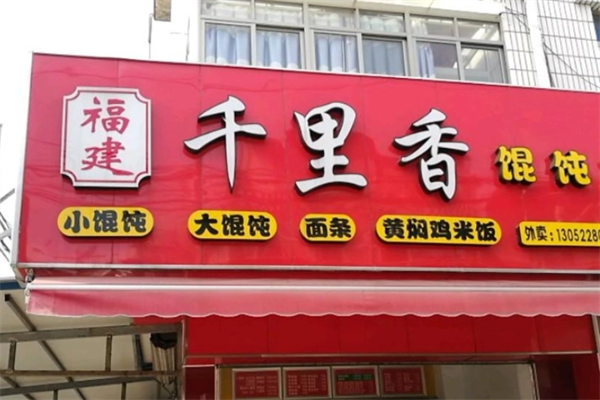 福建
千里香 馄饨
小馄饨 大馄饨 面条 黄焖鸡米饭 外卖:1305228